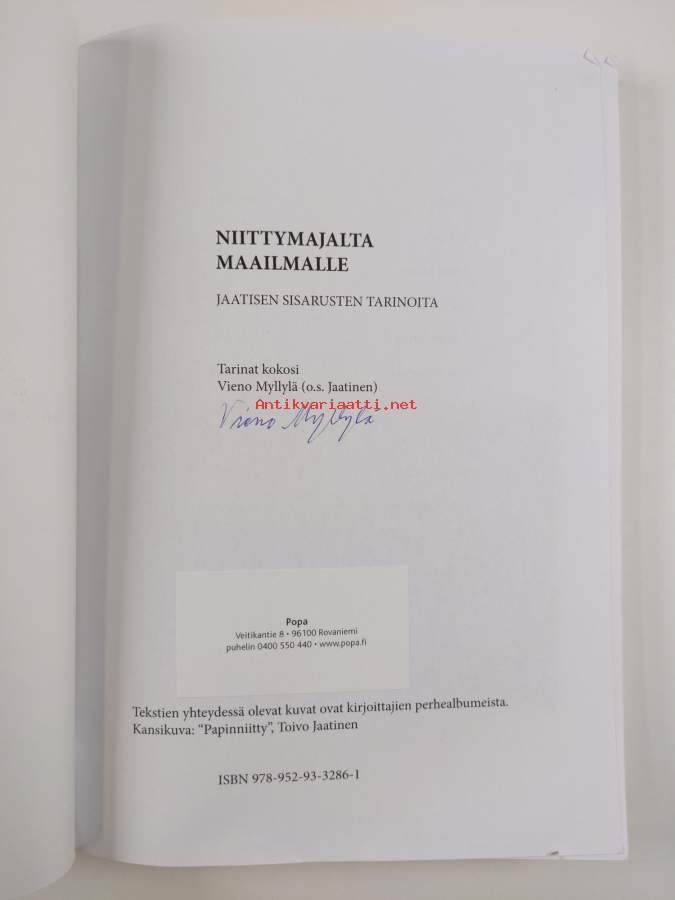 NIITTYMAJALTA
MAAILMALLE
JAATISEN SISARUSTEN TARINOITA
Tarinat kokosi
Vieno Myllylä (o.s. Jaatinen)
Antikvariaatti.net
Vieno Myllylä
Popa
Veitikantie 8 • 96100 Rovaniemi
puhelin 0400 550 440 • www.popa.fi
Tekstien yhteydessä olevat kuvat ovat kirjoittajien perhealbumeista.
Kansikuva: “Papinniitty”, Toivo Jaatinen
ISBN 978-952-93-3286-1